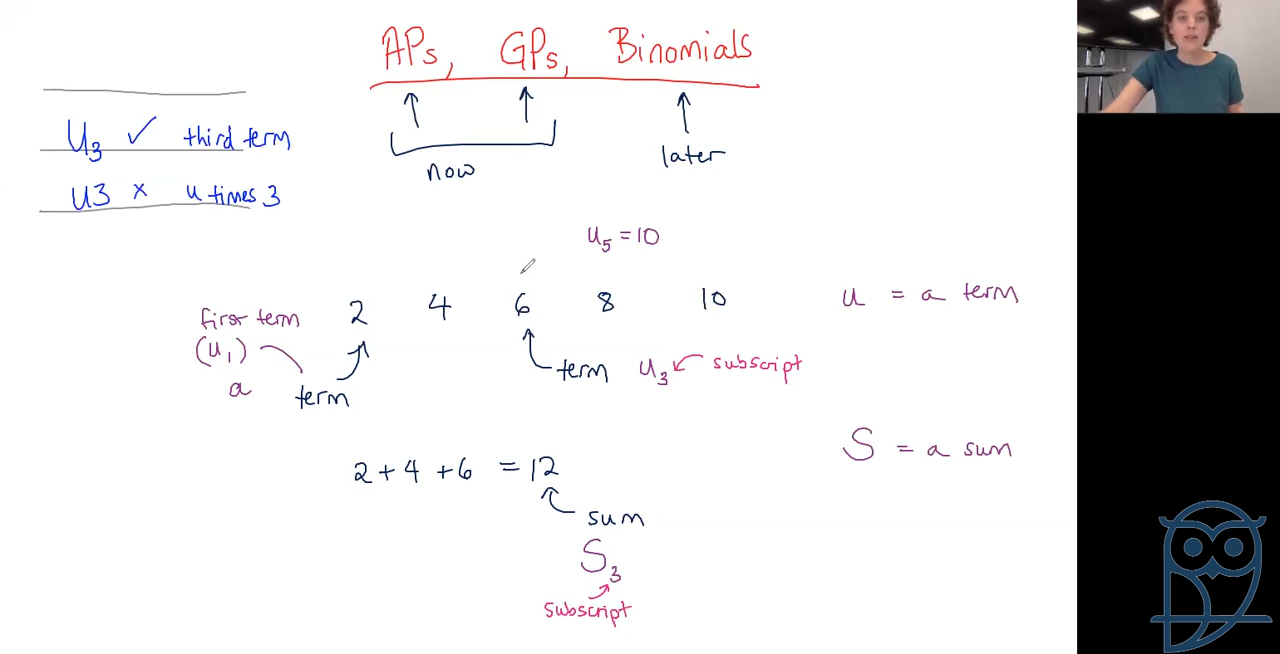 APs, GPs, Binomials
now
later
U₃ ✓ third term
U3 × u times 3
u₅ = 10
2 4 6 8 10
first term
(u₁)
a
term
term u₃ subscript
u = a term
2 + 4 + 6 = 12
sum
S₃
subscript
S = a sum